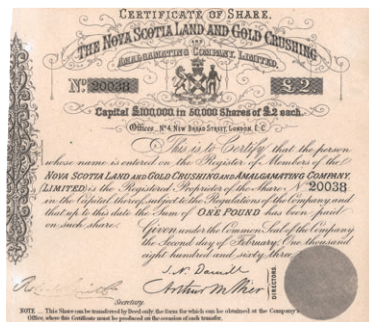 CERTIFICATE OF SHARE.
THE NOVA SCOTIA LAND AND GOLD CRUSHING
AND
AMALGAMATING COMPANY, LIMITED.
No. 20038 £2
Capital £100,000, in 50,000 Shares of £2 each.
Offices, No. 4 New Broad Street, London, E.C.
This is to Certify that the person
whose name is entered on the Register of Members of the
NOVA SCOTIA LAND AND GOLD CRUSHING AND AMALGAMATING COMPANY,
(LIMITED) is the Registered Proprietor of the Share, No. 20038
in the Capital thereof, subject to the Regulations of the Company and
that up to this date the Sum of ONE POUND has been paid
on such share.
Given under the Common Seal of the Company
the Second day of February One thousand
eight hundred and sixty three
Arthur
DIRECTORS.
Secretary.
NOTE ... This Share can be transferred by Deed only, the form for which can be obtained at the Company's
Office, where this Certificate must be produced on the occasion of each transfer.